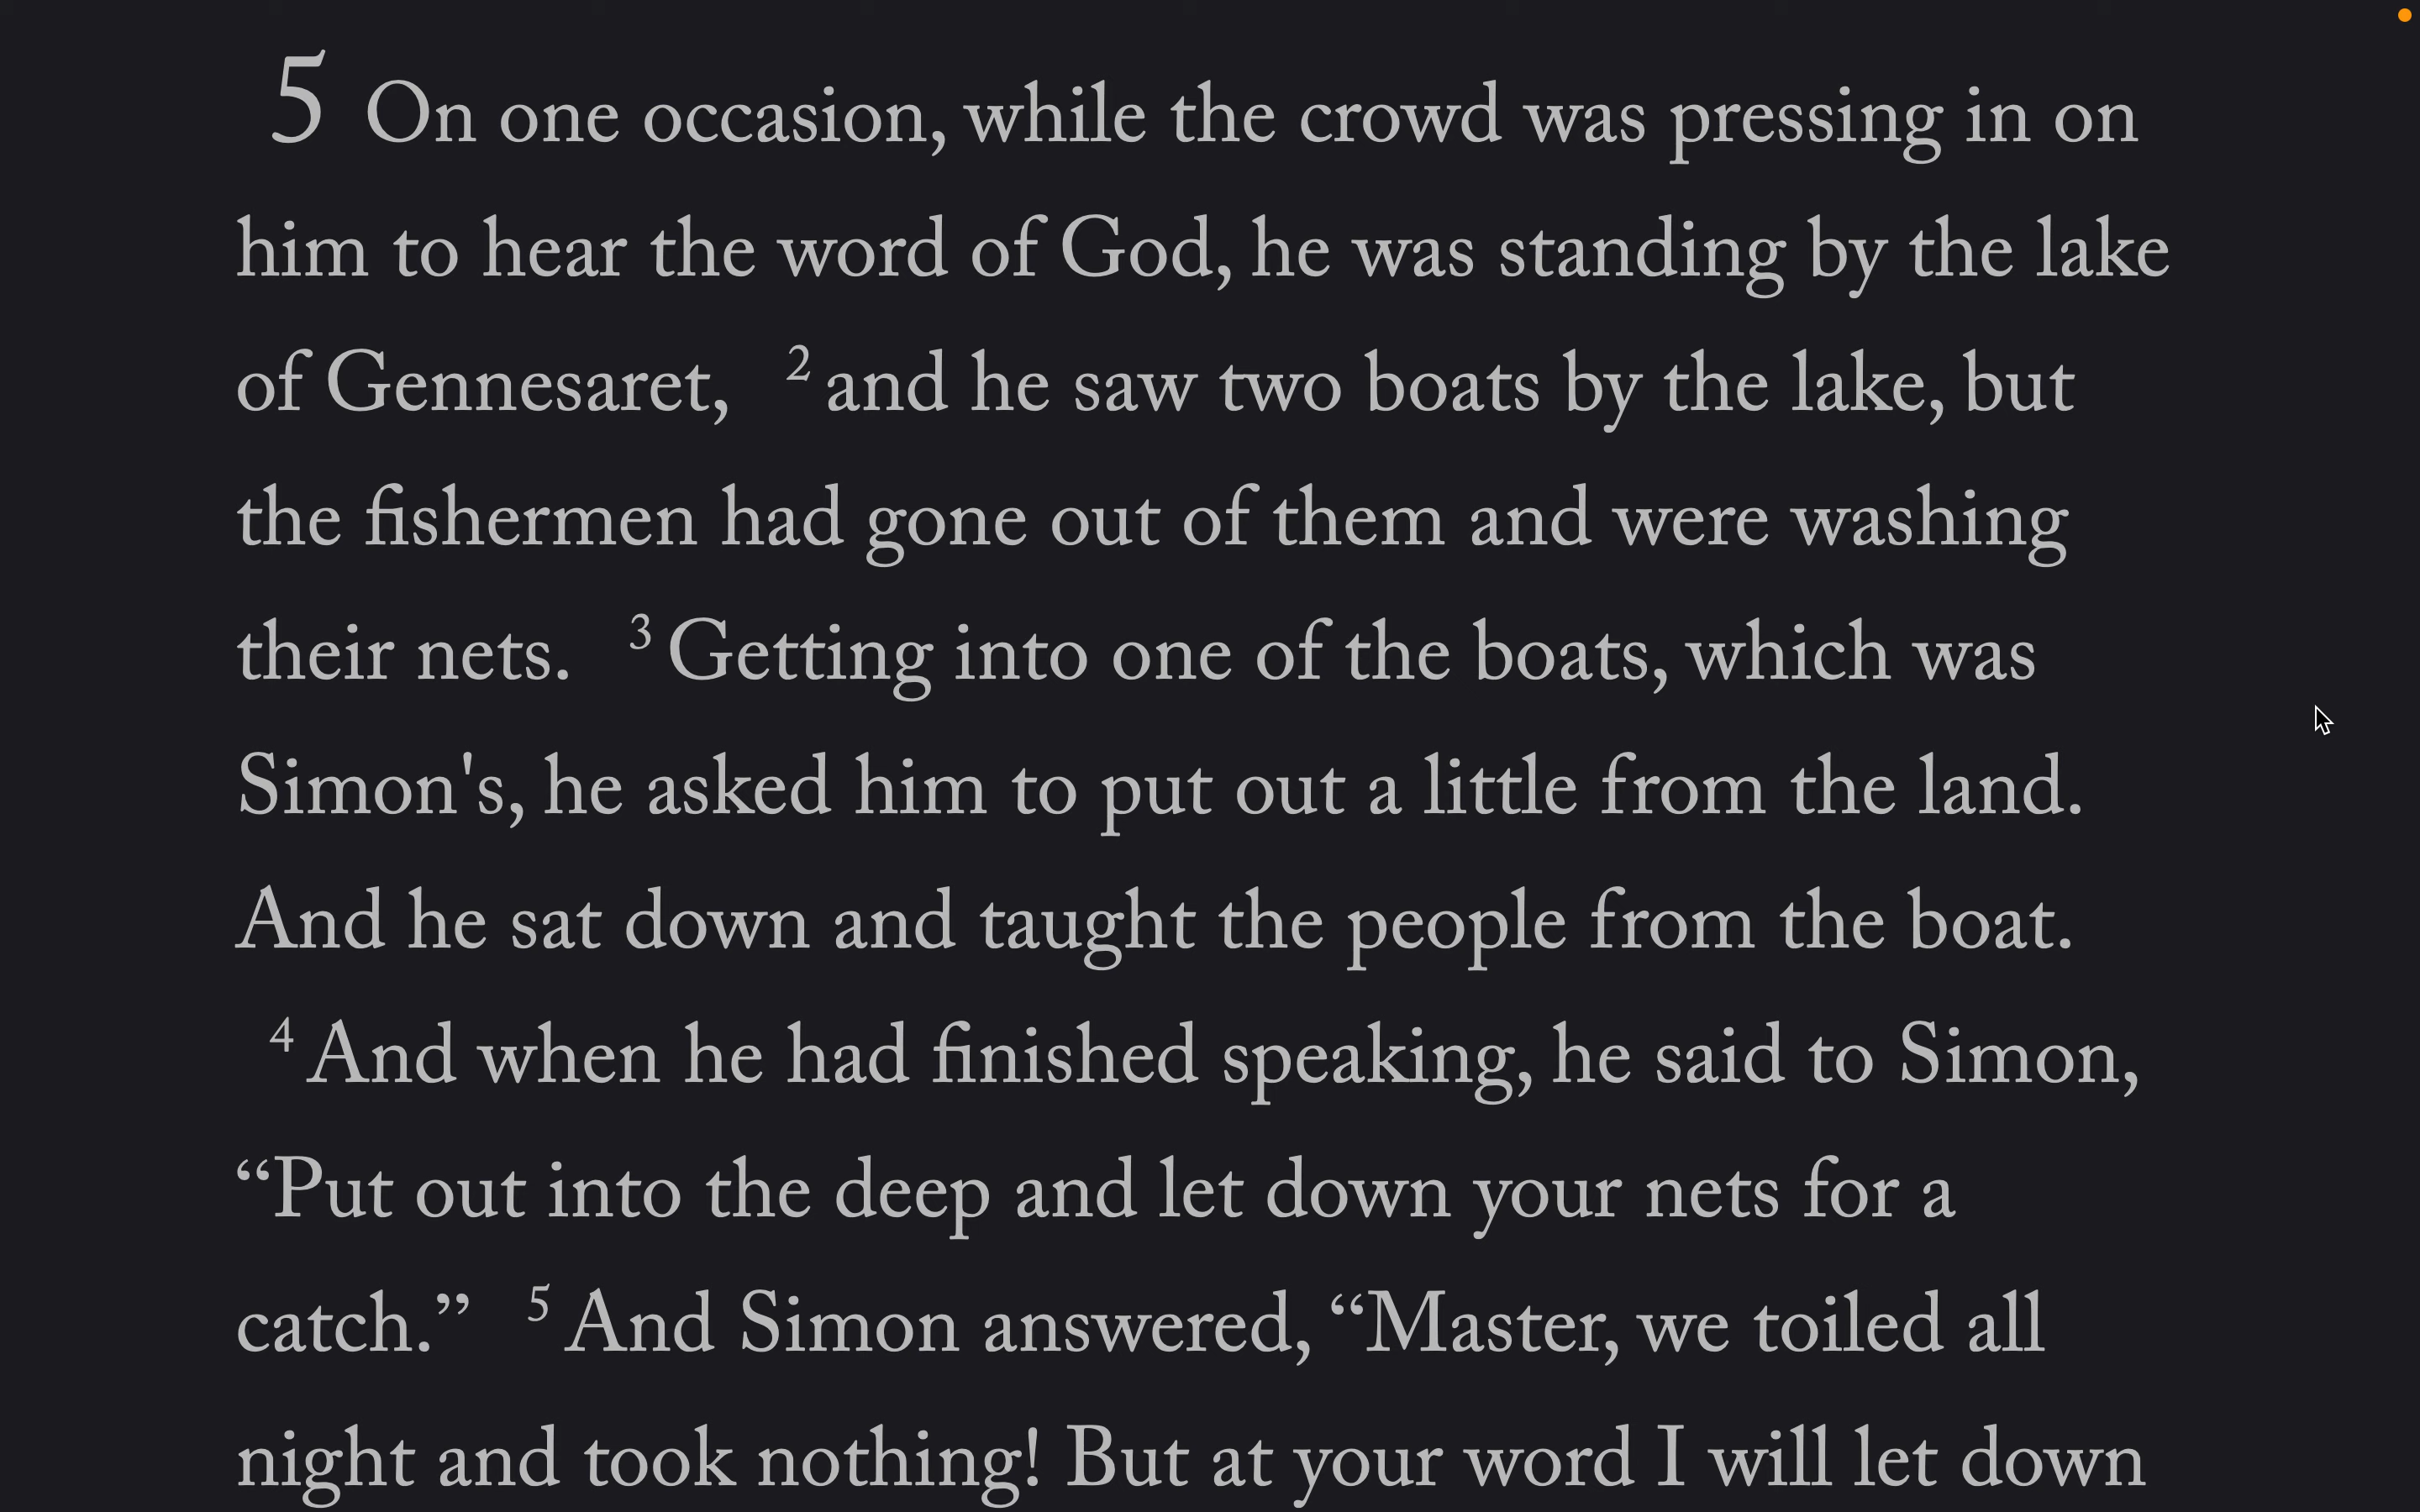 5 On one occasion, while the crowd was pressing in on
him to hear the word of God, he was standing by the lake
of Gennesaret, 2 and he saw two boats by the lake, but
the fishermen had gone out of them and were washing
their nets. 3 Getting into one of the boats, which was
Simon's, he asked him to put out a little from the land.
And he sat down and taught the people from the boat.
4 And when he had finished speaking, he said to Simon,
“Put out into the deep and let down your nets for a
catch.” 5 And Simon answered, “Master, we toiled all
night and took nothing! But at your word I will let down